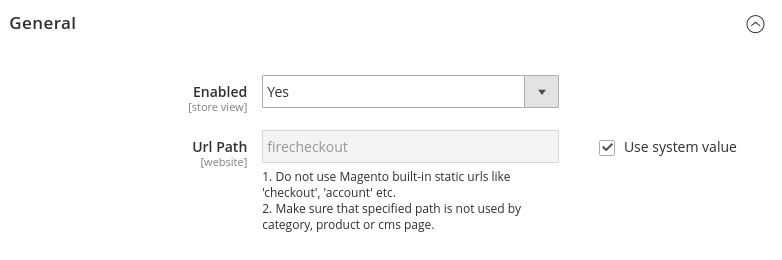 General
Enabled
Yes
[store view]
Url Path
firecheckout
Use system value
[website]
1. Do not use Magento built-in static urls like
'checkout', 'account' etc.
2. Make sure that specified path is not used by
category, product or cms page.